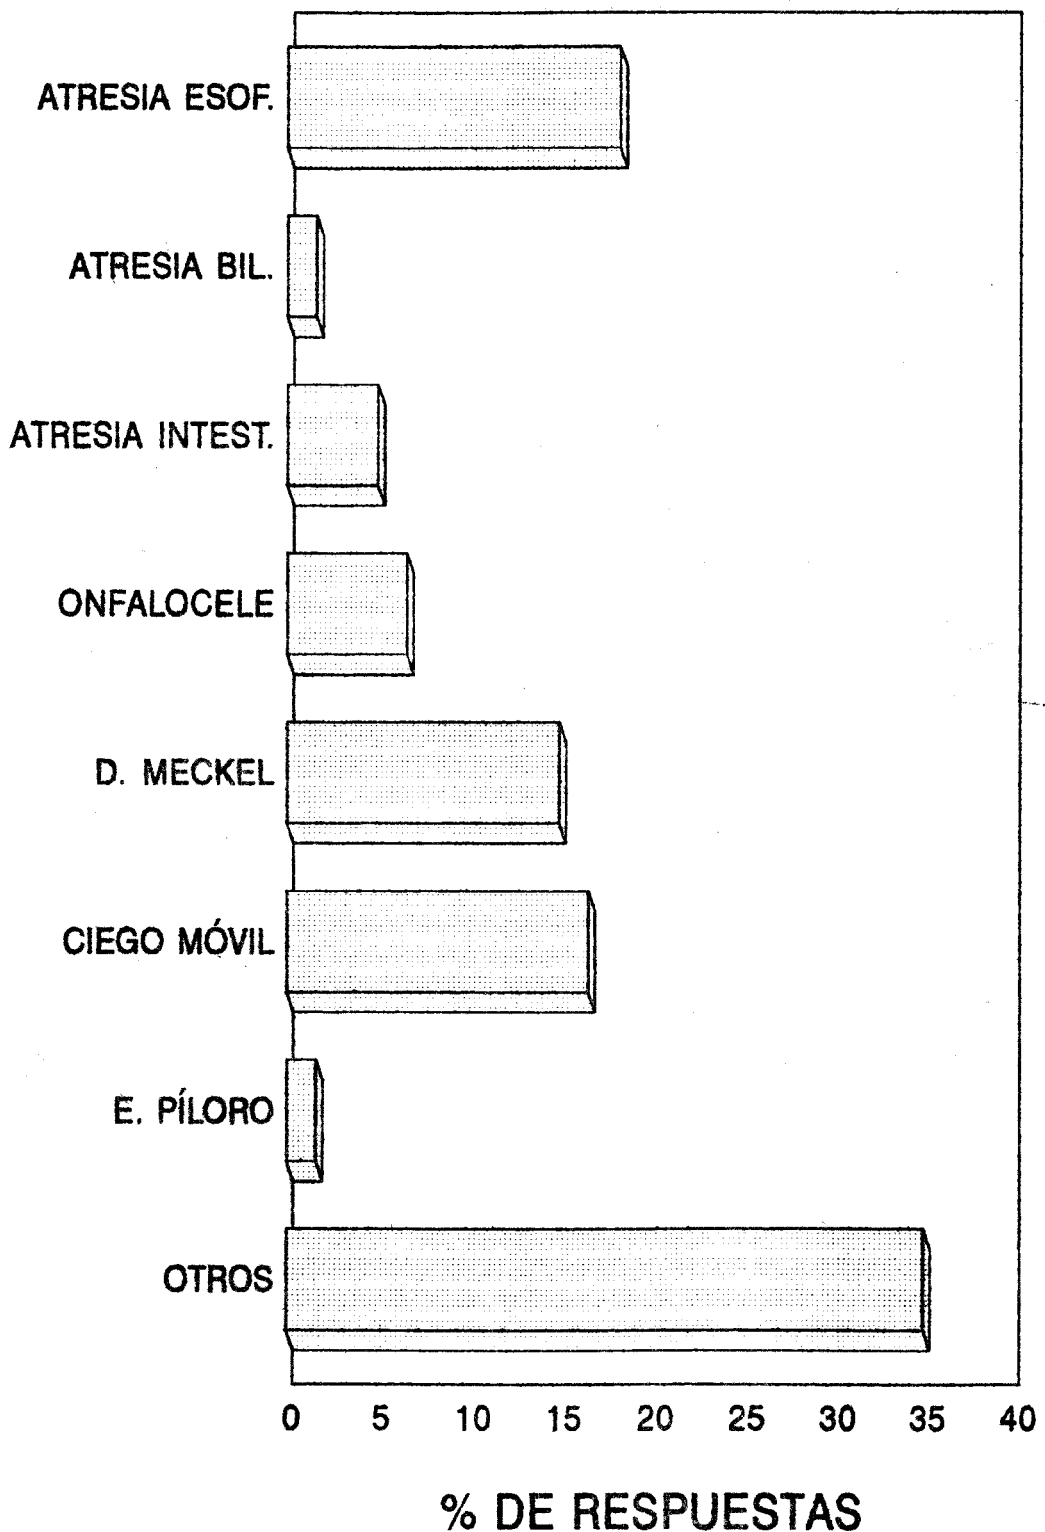 ATRESIA ESOF.
ATRESIA BIL.
ATRESIA INTEST.
ONFALOCELE
D. MECKEL
CIEGO MÓVIL
E. PÍLORO
OTROS
0 5 10 15 20 25 30 35 40
% DE RESPUESTAS